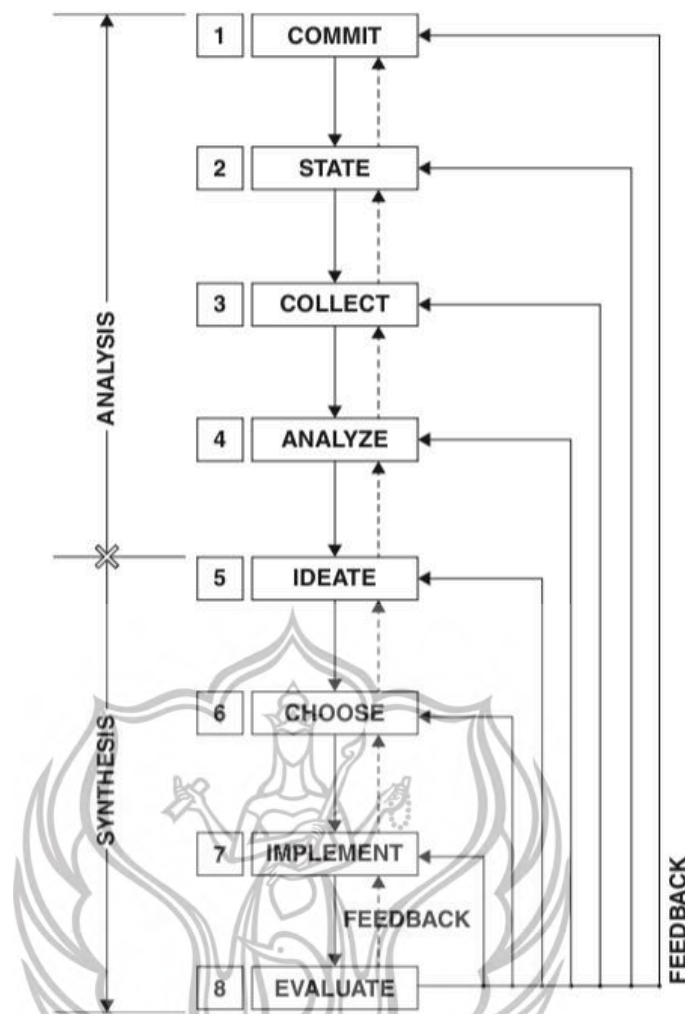 1 COMMIT
2 STATE
3 COLLECT
ANALYSIS
4 ANALYZE
5 IDEATE
6 CHOOSE
SYNTHESIS
7 IMPLEMENT
FEEDBACK
8 EVALUATE
FEEDBACK